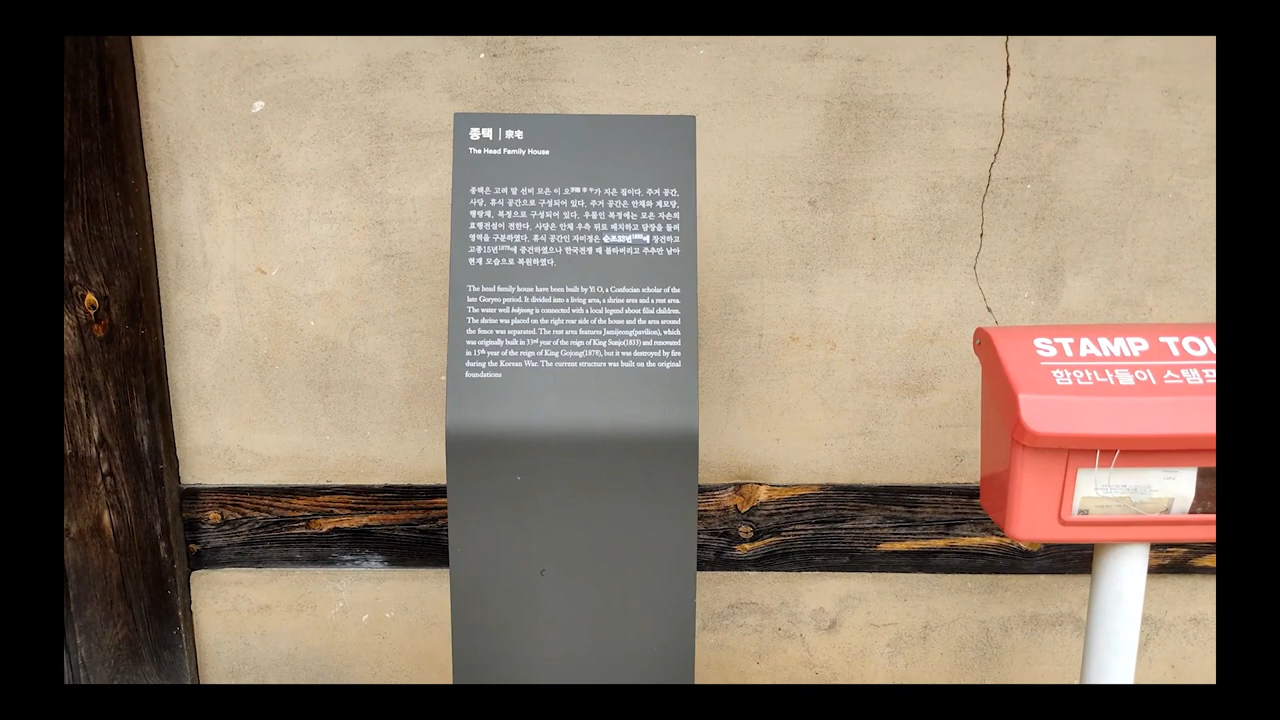 종택 | 宗宅
The Head Family House
종택은 고려 말 선비 모은 이 오茅隱 李 午가 지은 집이다. 주거 공간,
사당, 휴식 공간으로 구성되어 있다. 주거 공간은 안채와 계모당,
행랑채, 복정으로 구성되어 있다. 우물인 복정에는 모은 자손의
효행전설이 전한다. 사당은 안채 우측 뒤로 배치하고 담장을 둘러
영역을 구분하였다. 휴식 공간인 자미정은 순조33년1833에 창건하고
고종15년1878에 중건하였으나 한국전쟁 때 불타버리고 주추만 남아
현재 모습으로 복원하였다.
The head family house have been built by Yi O, a Confucian scholar of the
late Goryeo period. It divided into a living area, a shrine area and a rest area.
The water well bokjeong is connected with a local legend about filial children.
The shrine was placed on the right rear side of the house and the area around
the fence was separated. The rest area features Jamijeong(pavilion), which
was originally built in 33rd year of the reign of King Sunjo(1833) and renovated
in 15th year of the reign of King Gojong(1878), but it was destroyed by fire
during the Korean War. The current structure was built on the original
foundations
STAMP TOU
함안나들이 스탬프